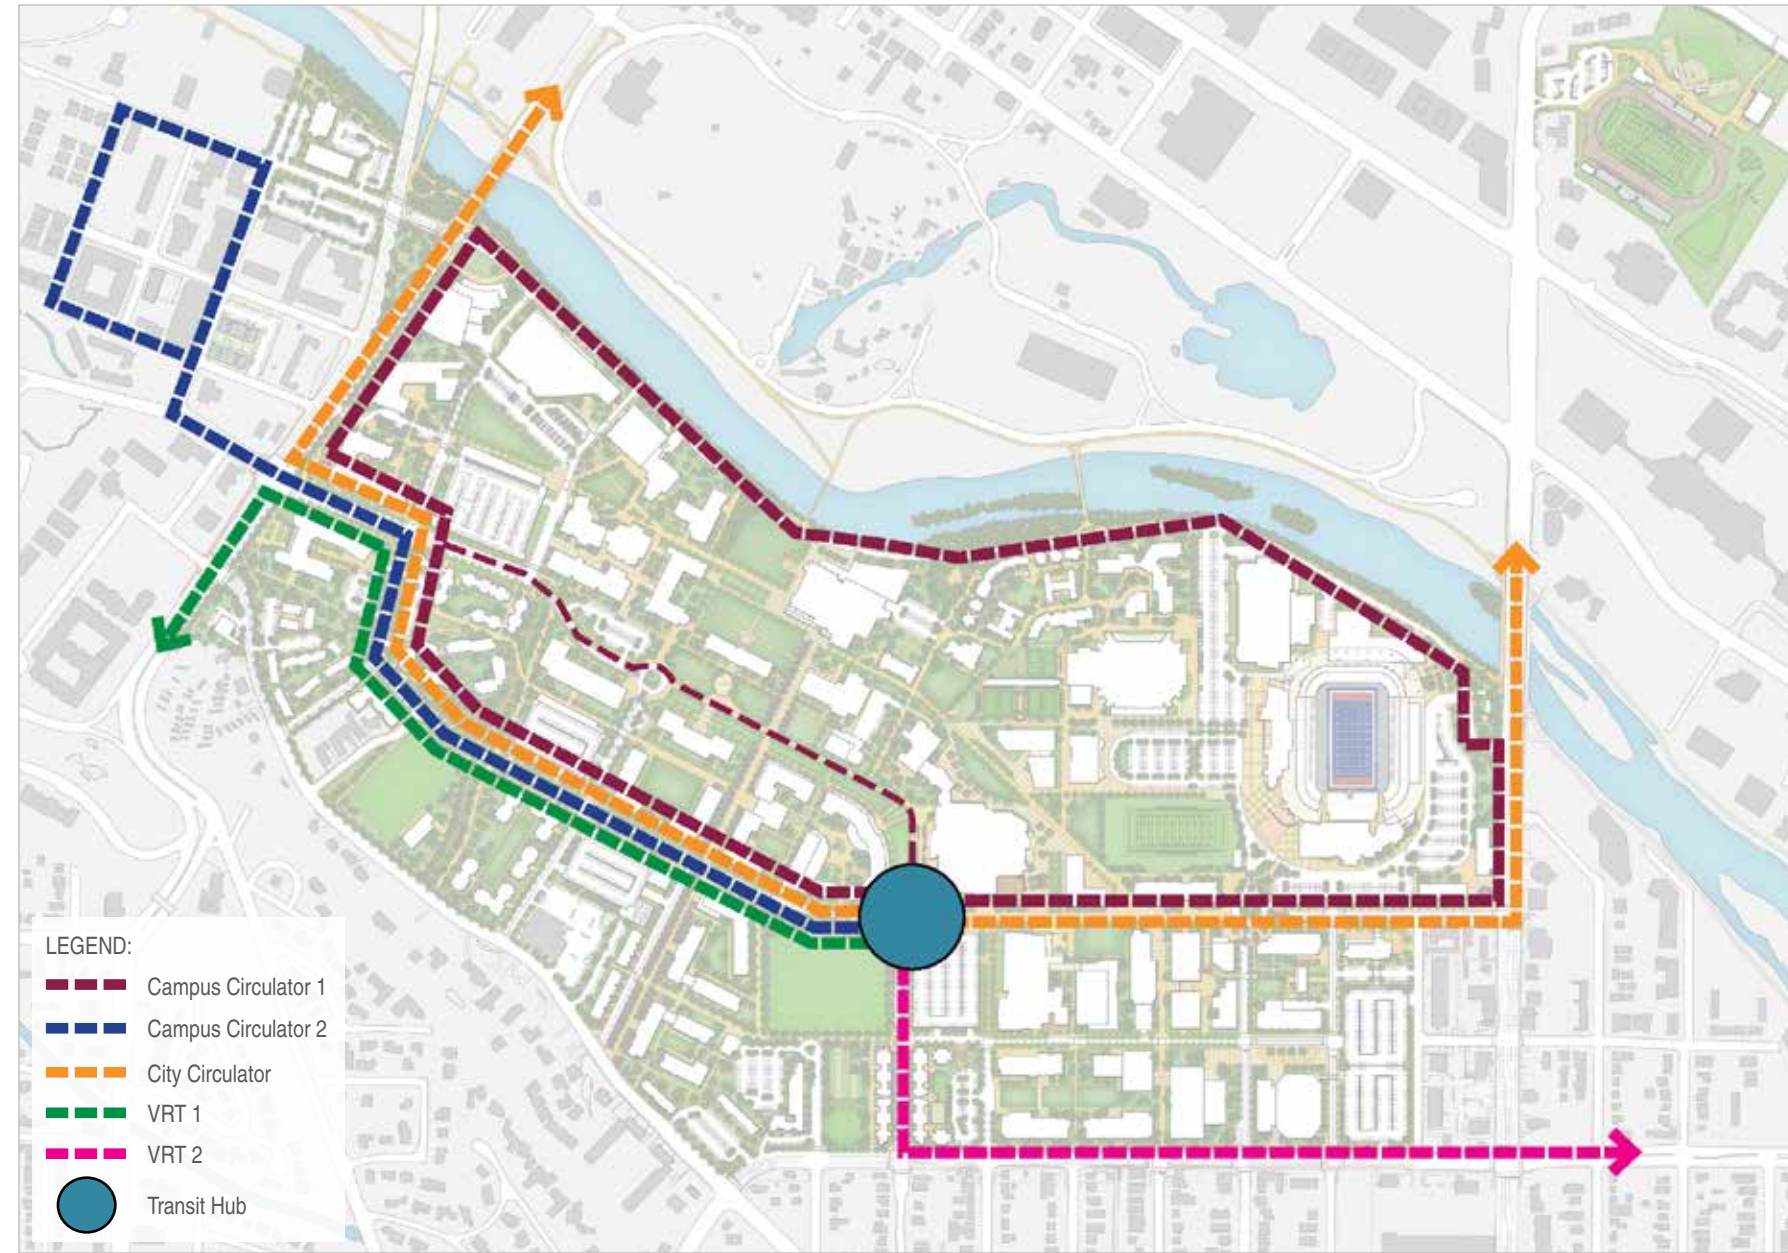 LEGEND:
Campus Circulator 1
Campus Circulator 2
City Circulator
VRT 1
VRT 2
Transit Hub